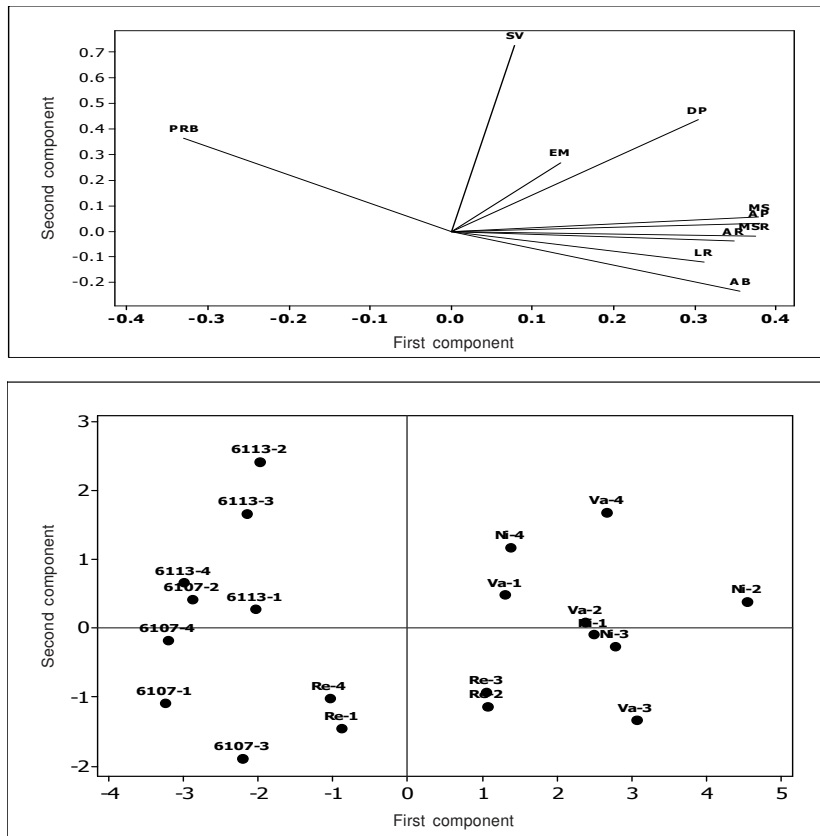 0.7
0.6
0.5
0.4
0.3
0.2
0.1
0.0
-0.1
-0.2
Second component
SV
DP
PRB
EM
MS
AP
MSR
AR
LR
AB
-0.4 -0.3 -0.2 -0.1 0.0 0.1 0.2 0.3 0.4
First component
3
2
1
0
-1
-2
Second component
6113-2
6113-3
Va-4
Ni-4
6113-4
6107-2
6113-1
Va-1
Ni-2
Va-2
Ni-3
6107-4
6107-1
Re-4
Re-3
Re-2
Re-1
Va-3
6107-3
-4 -3 -2 -1 0 1 2 3 4 5
First component